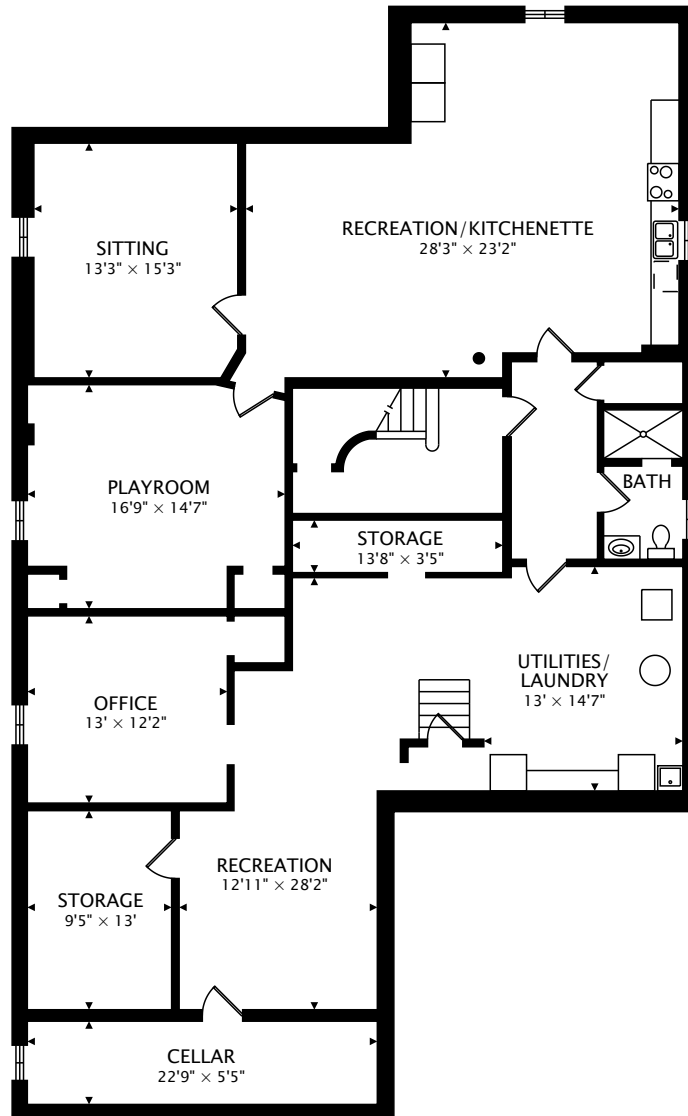 RECREATION/KITCHENETTE
28'3" × 23'2"
SITTING
13'3" × 15'3"
PLAYROOM
16'9" × 14'7"
BATH
STORAGE
13'8" × 3'5"
UTILITIES/
LAUNDRY
13' × 14'7"
OFFICE
13' × 12'2"
RECREATION
12'11" × 28'2"
STORAGE
9'5" × 13'
CELLAR
22'9" × 5'5"